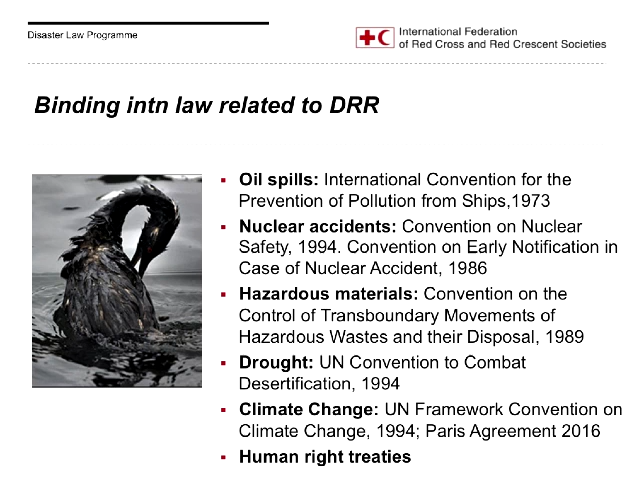 Disaster Law Programme
International Federation
of Red Cross and Red Crescent Societies
Binding intn law related to DRR
▪ Oil spills: International Convention for the
Prevention of Pollution from Ships,1973
▪ Nuclear accidents: Convention on Nuclear
Safety, 1994. Convention on Early Notification in
Case of Nuclear Accident, 1986
▪ Hazardous materials: Convention on the
Control of Transboundary Movements of
Hazardous Wastes and their Disposal, 1989
▪ Drought: UN Convention to Combat
Desertification, 1994
▪ Climate Change: UN Framework Convention on
Climate Change, 1994; Paris Agreement 2016
▪ Human right treaties